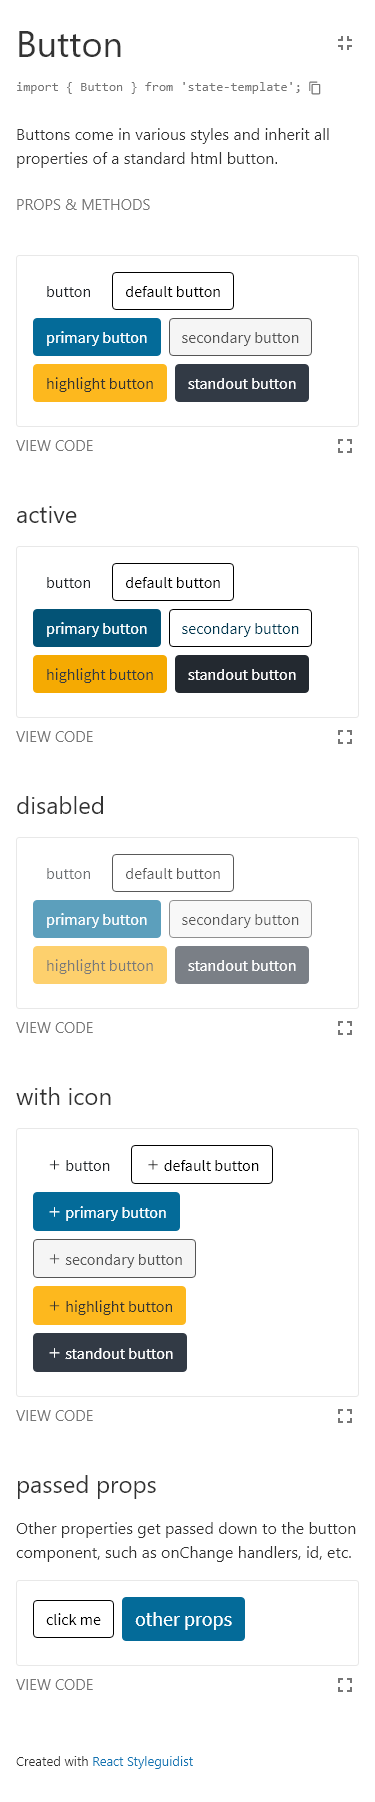 Button
import { Button } from 'state-template';
Buttons come in various styles and inherit all
properties of a standard html button.
PROPS & METHODS
button default button
primary button secondary button
highlight button standout button
VIEW CODE
active
button default button
primary button secondary button
highlight button standout button
VIEW CODE
disabled
button default button
primary button secondary button
highlight button standout button
VIEW CODE
with icon
+ button + default button
+ primary button
+ secondary button
+ highlight button
+ standout button
VIEW CODE
passed props
Other properties get passed down to the button
component, such as onChange handlers, id, etc.
click me other props
VIEW CODE
Created with React Styleguidist